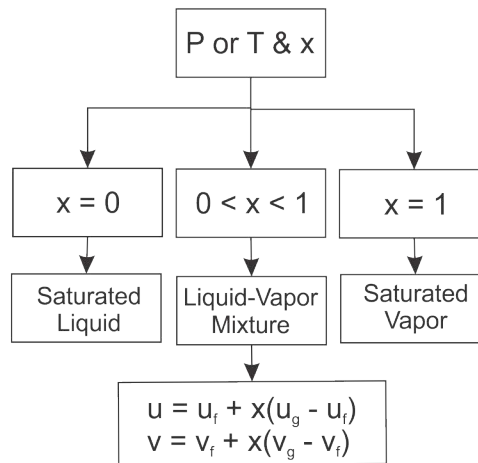 P or T & x
x = 0
0 < x < 1
x = 1
Saturated
Liquid
Liquid-Vapor
Mixture
Saturated
Vapor
u = u_f + x(u_g - u_f)
v = v_f + x(v_g - v_f)